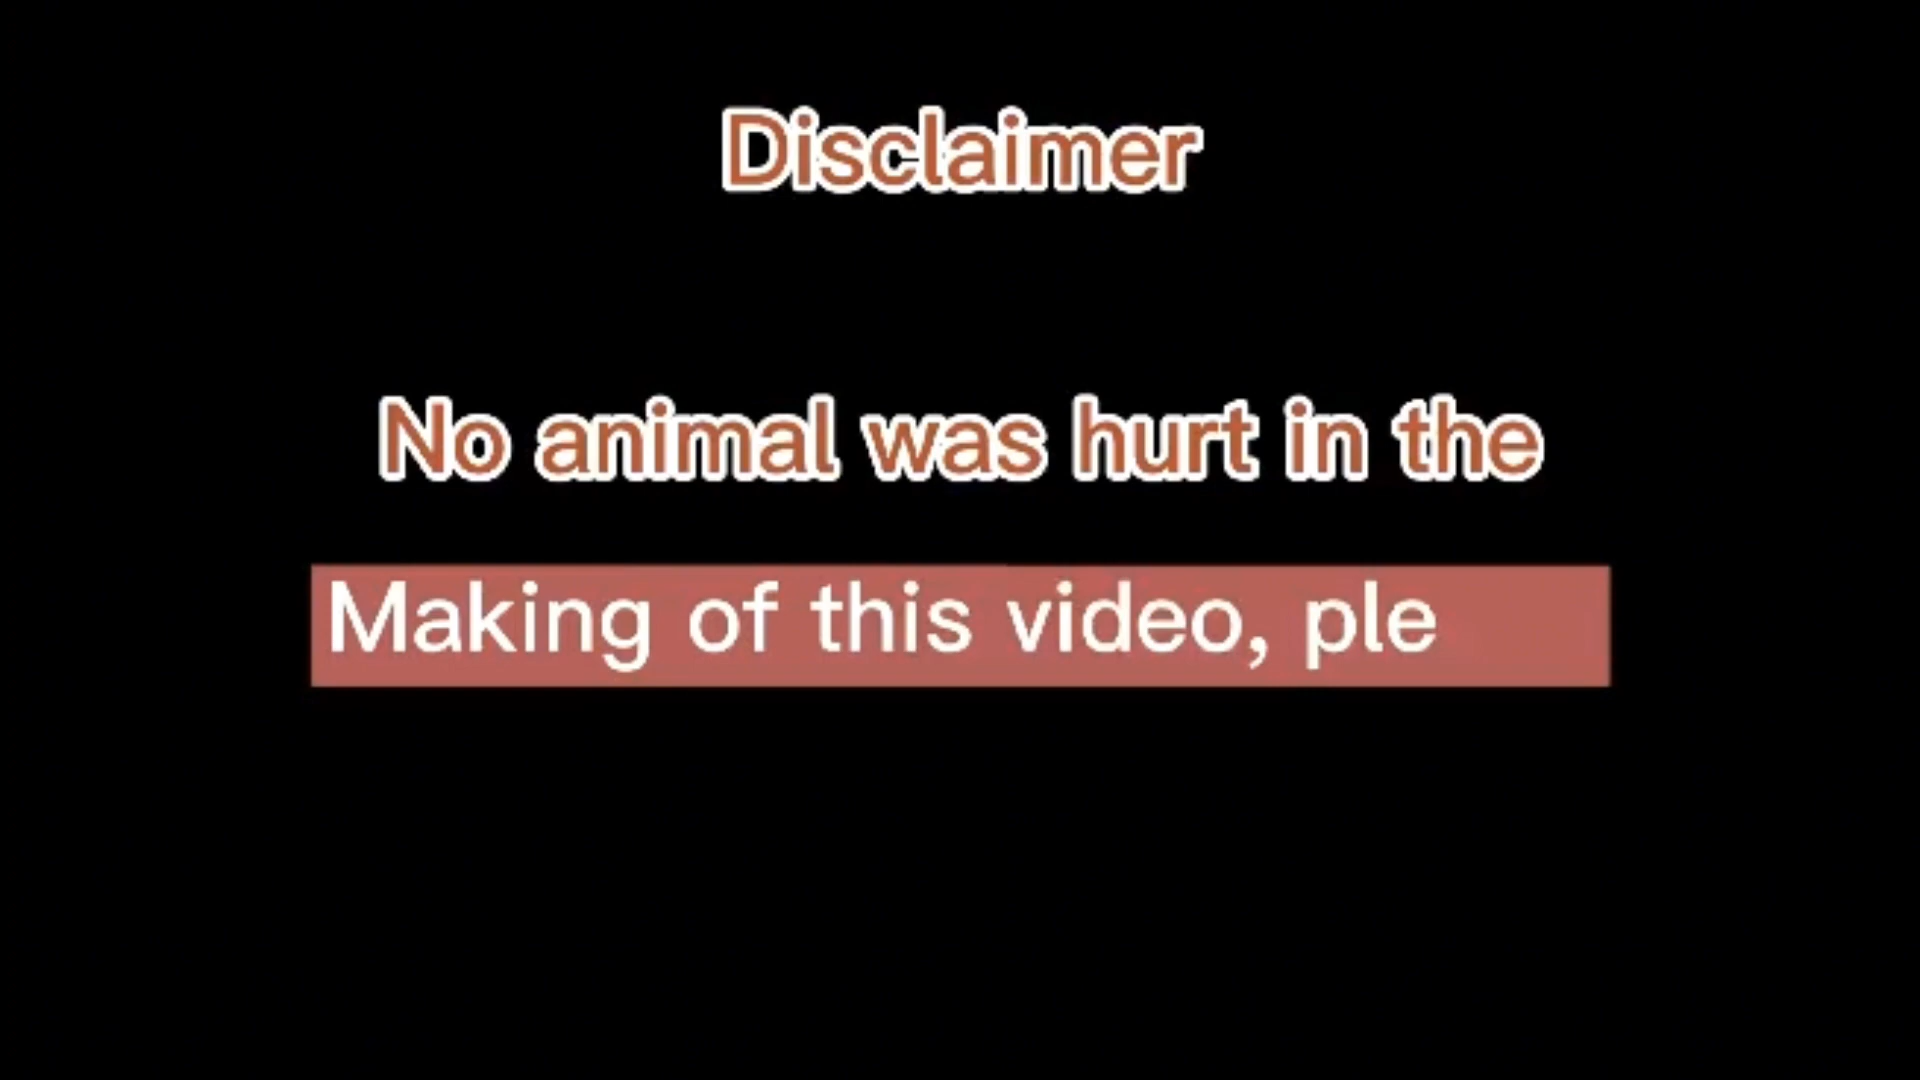 Disclaimer
No animal was hurt in the
Making of this video, ple